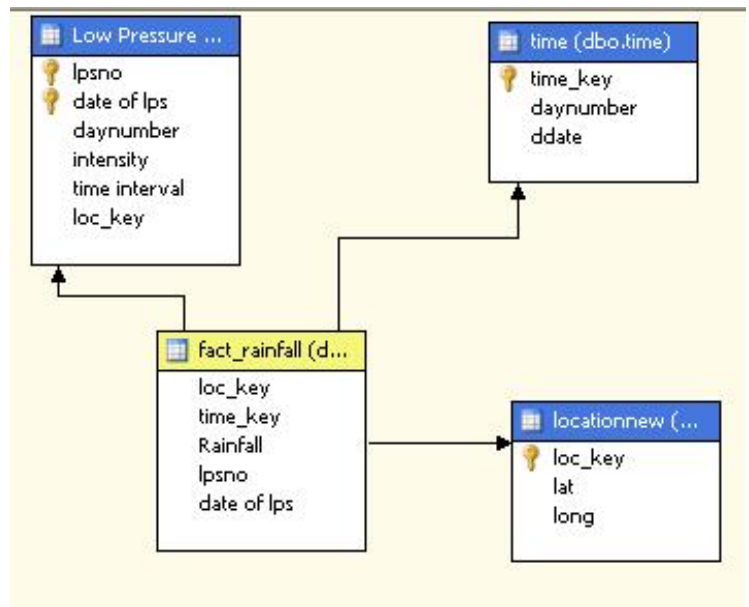 Low Pressure ...
lpsno
date of lps
daynumber
intensity
time interval
loc_key
time (dbo.time)
time_key
daynumber
ddate
fact_rainfall (d...
loc_key
time_key
Rainfall
lpsno
date of lps
locationnew (...
loc_key
lat
long